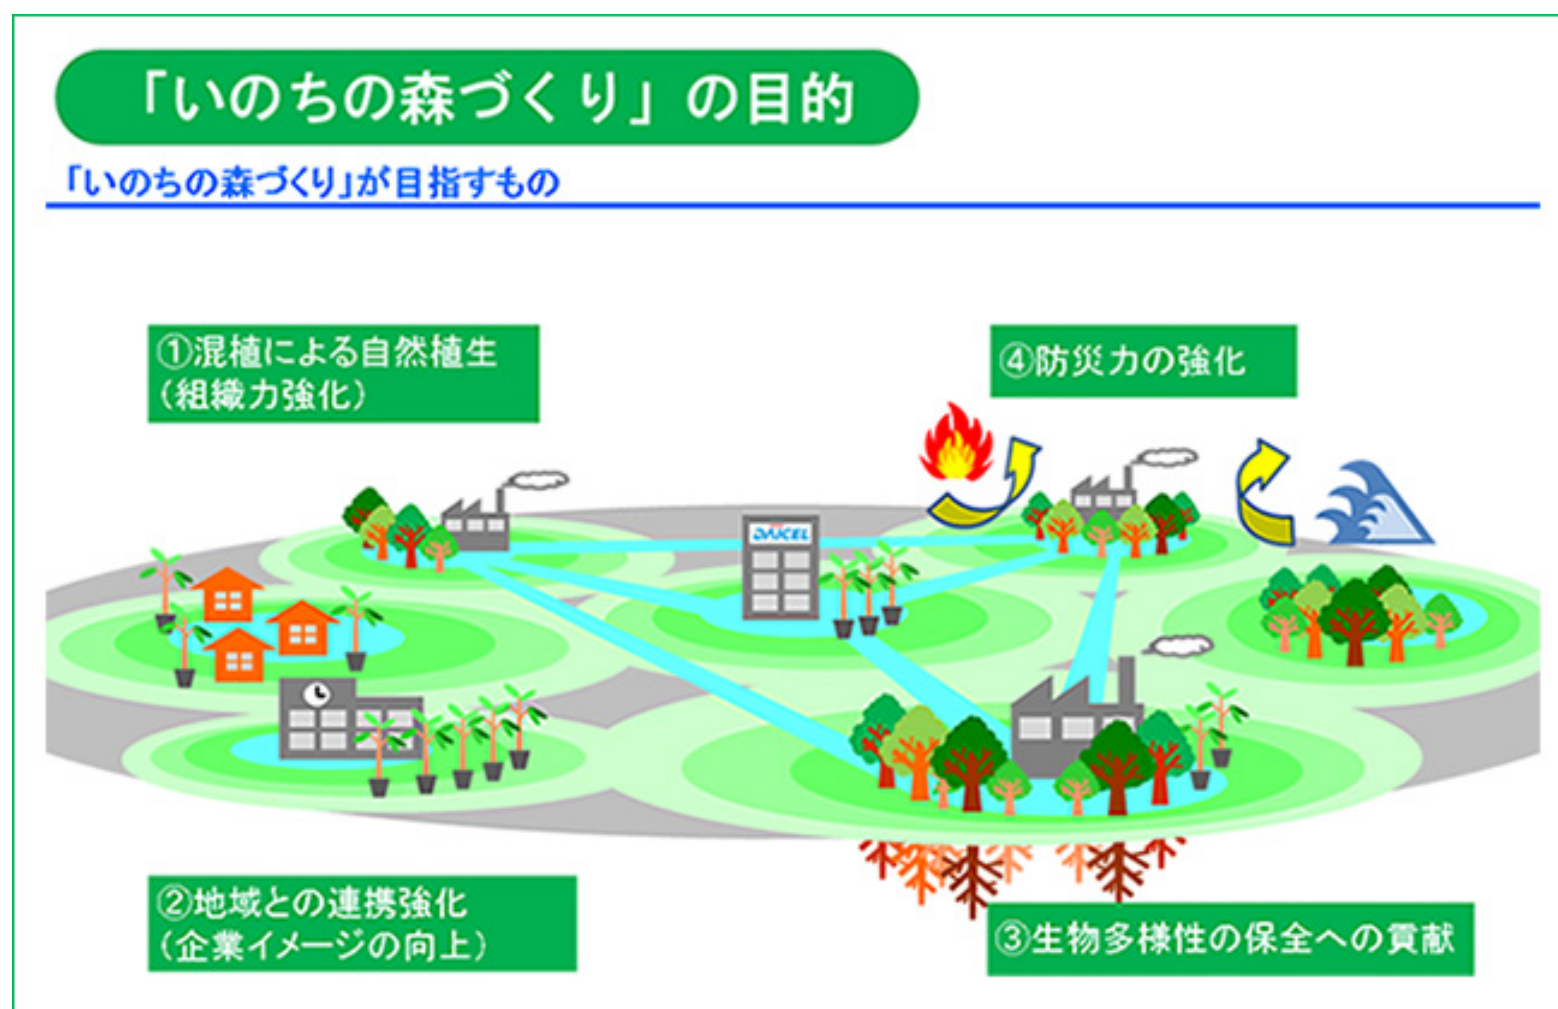 「いのちの森づくり」の目的
「いのちの森づくり」が目指すもの
①混植による自然植生
（組織力強化）
④防災力の強化
DAICEL
②地域との連携強化
（企業イメージの向上）
③生物多様性の保全への貢献